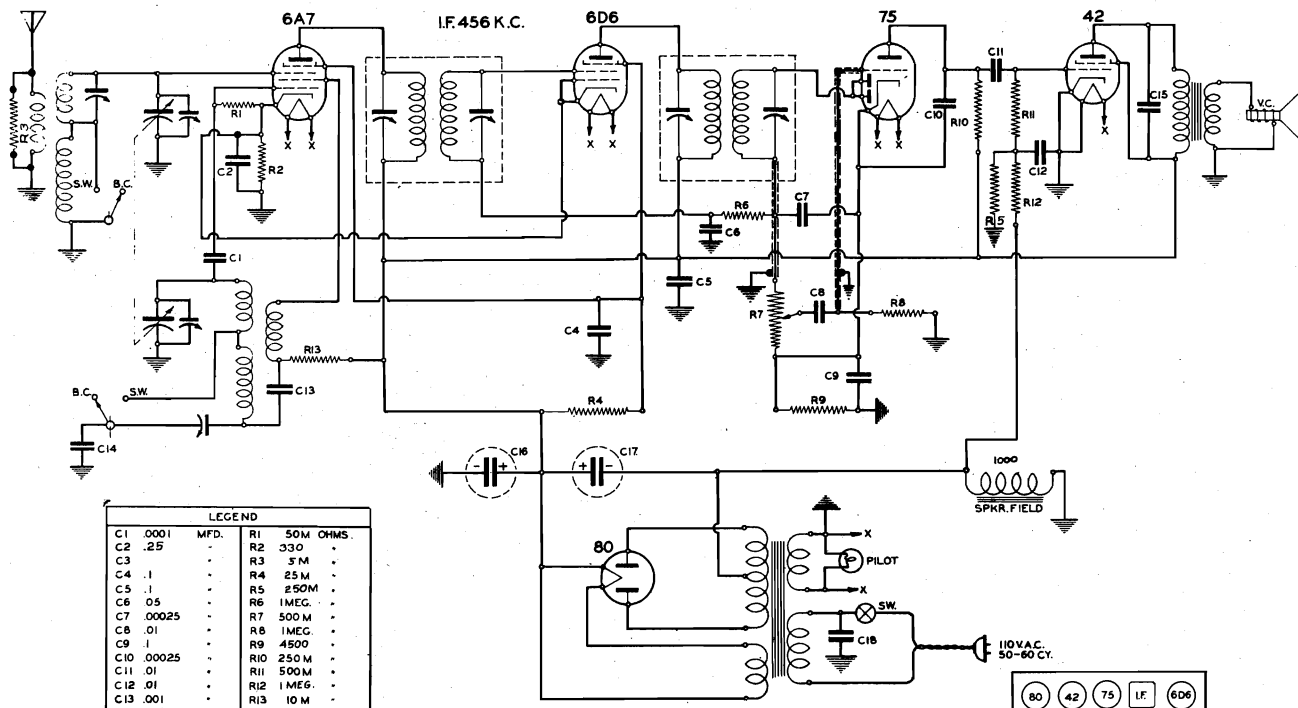 6A7
I.F. 456 K.C.
6D6
75
42
R3
S.W.
B.C.
R1
C2
R2
C1
C10
R10
C11
R11
C12
R12
R15
C15
V.C.
R6
C6
C7
C5
R7
C8
R8
C4
R13
C13
R4
C9
R9
B.C.
S.W.
C14
C16
C17
1000
SPKR. FIELD
80
PILOT
SW.
C18
110 V.A.C.
50-60 CY.
X X
X X
X X
X
X
X
LEGEND
C1 .0001 MFD. R1 50M OHMS.
C2 .25 " R2 330 "
C3 " R3 5M "
C4 .1 " R4 25M "
C5 .1 " R5 250M "
C6 .05 " R6 1MEG. "
C7 .00025 " R7 500M "
C8 .01 " R8 1MEG. "
C9 .1 " R9 4500 "
C10 .00025 " R10 250M "
C11 .01 " R11 500M "
C12 .01 " R12 1MEG. "
C13 .001 " R13 10M "
80 42 75 I.F. 6D6